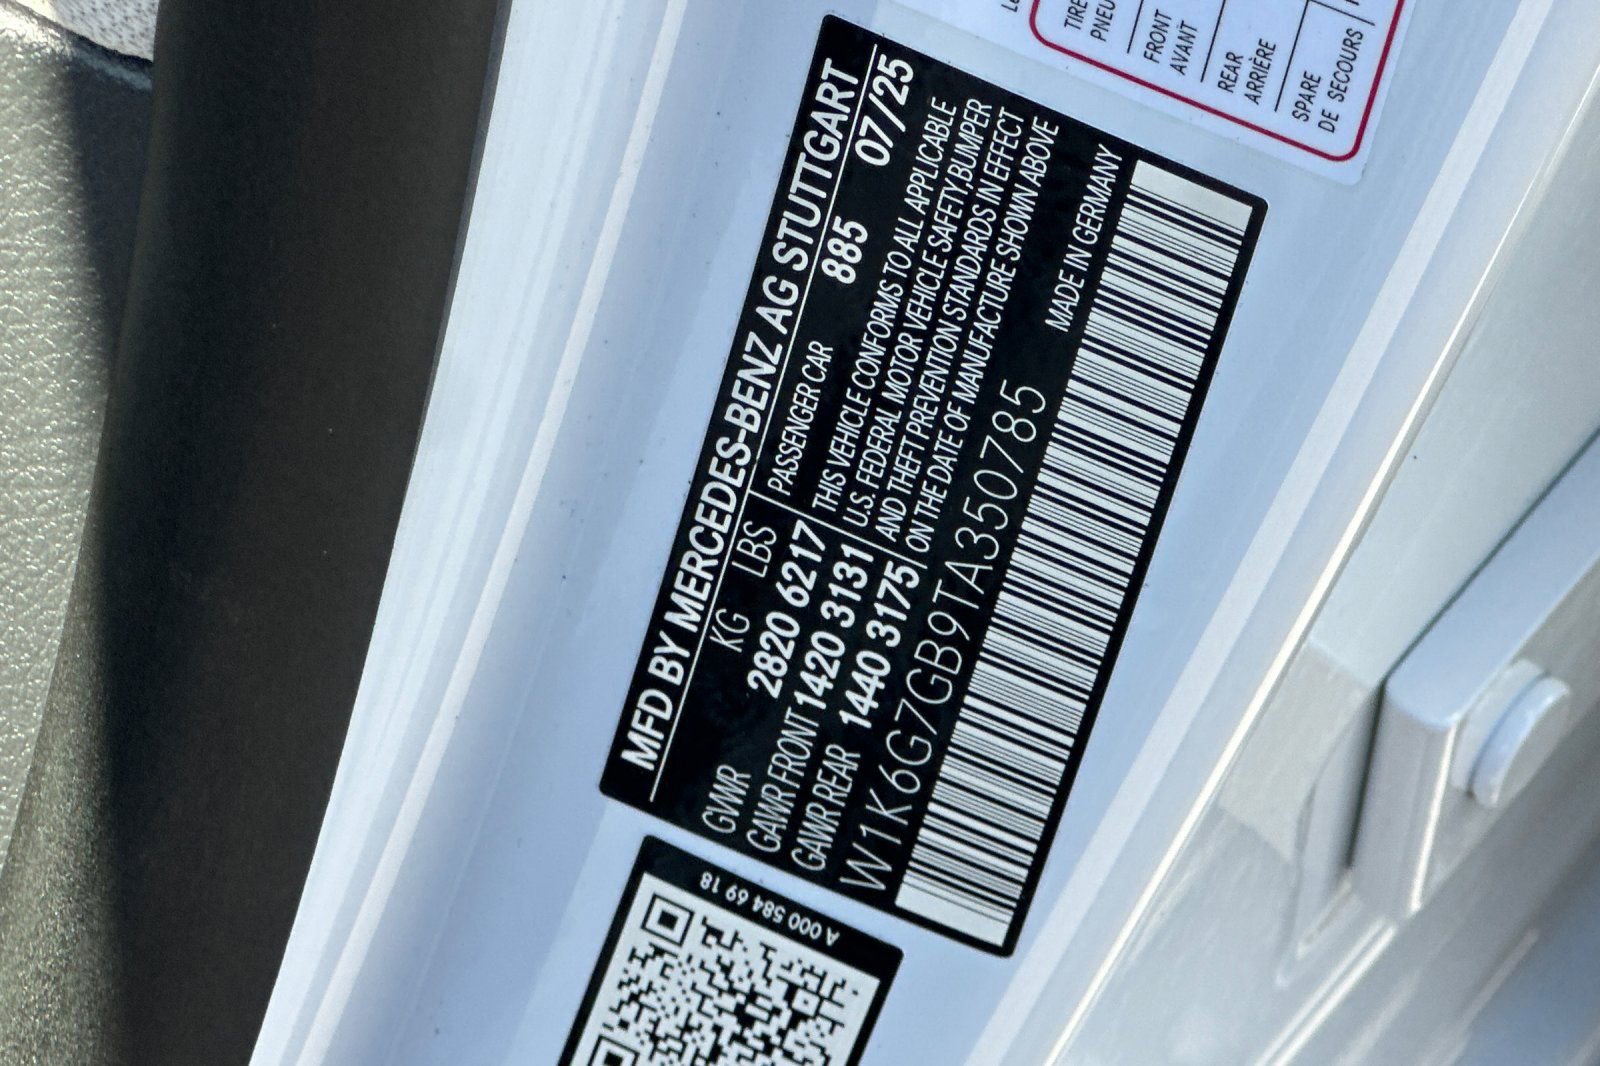 MFD BY MERCEDES-BENZ AG STUTTGART
KG LBS PASSENGER CAR 885 07/25
GVWR 2820 6217
GAWR FRONT 1420 3131
GAWR REAR 1440 3175
THIS VEHICLE CONFORMS TO ALL APPLICABLE
U.S. FEDERAL MOTOR VEHICLE SAFETY,BUMPER
AND THEFT PREVENTION STANDARDS IN EFFECT
ON THE DATE OF MANUFACTURE SHOWN ABOVE
W1K6G7GB9TA350785 MADE IN GERMANY
A 000 584 69 18
TIRE
PNEU
FRONT
AVANT
REAR
ARRIÈRE
SPARE
DE SECOURS